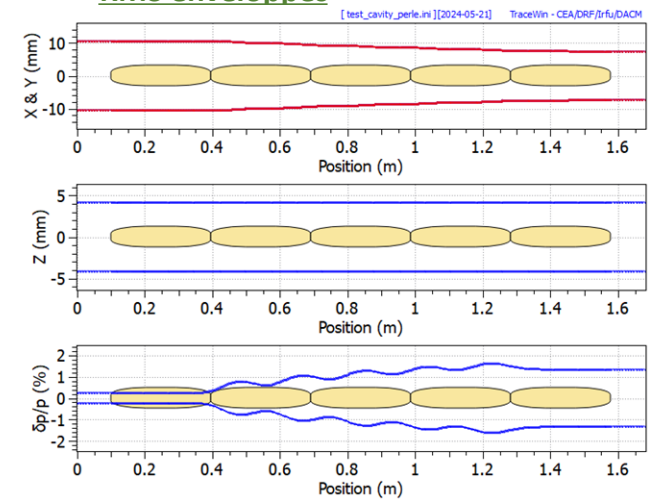 rms enveloppes
[ test_cavity_perle.ini ][2024-05-21] TraceWin - CEA/DRF/Irfu/DACM
X & Y (mm)
10
0
-10
0 0.2 0.4 0.6 0.8 1 1.2 1.4 1.6
Position (m)
Z (mm)
5
0
-5
0 0.2 0.4 0.6 0.8 1 1.2 1.4 1.6
Position (m)
δp/p (%)
2
1
0
-1
-2
0 0.2 0.4 0.6 0.8 1 1.2 1.4 1.6
Position (m)